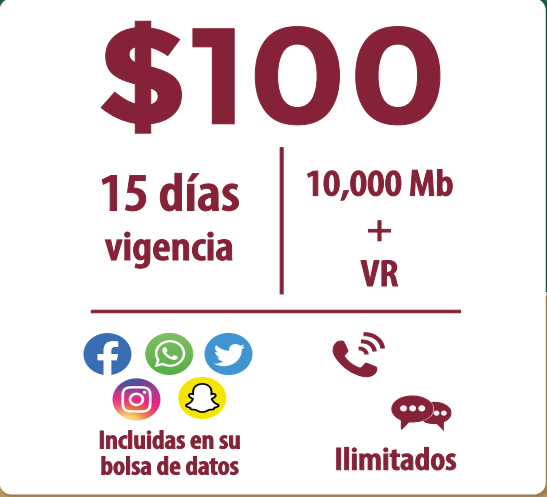 $100
15 días
vigencia
10,000 Mb
+
VR
Incluidas en su
bolsa de datos
Ilimitados